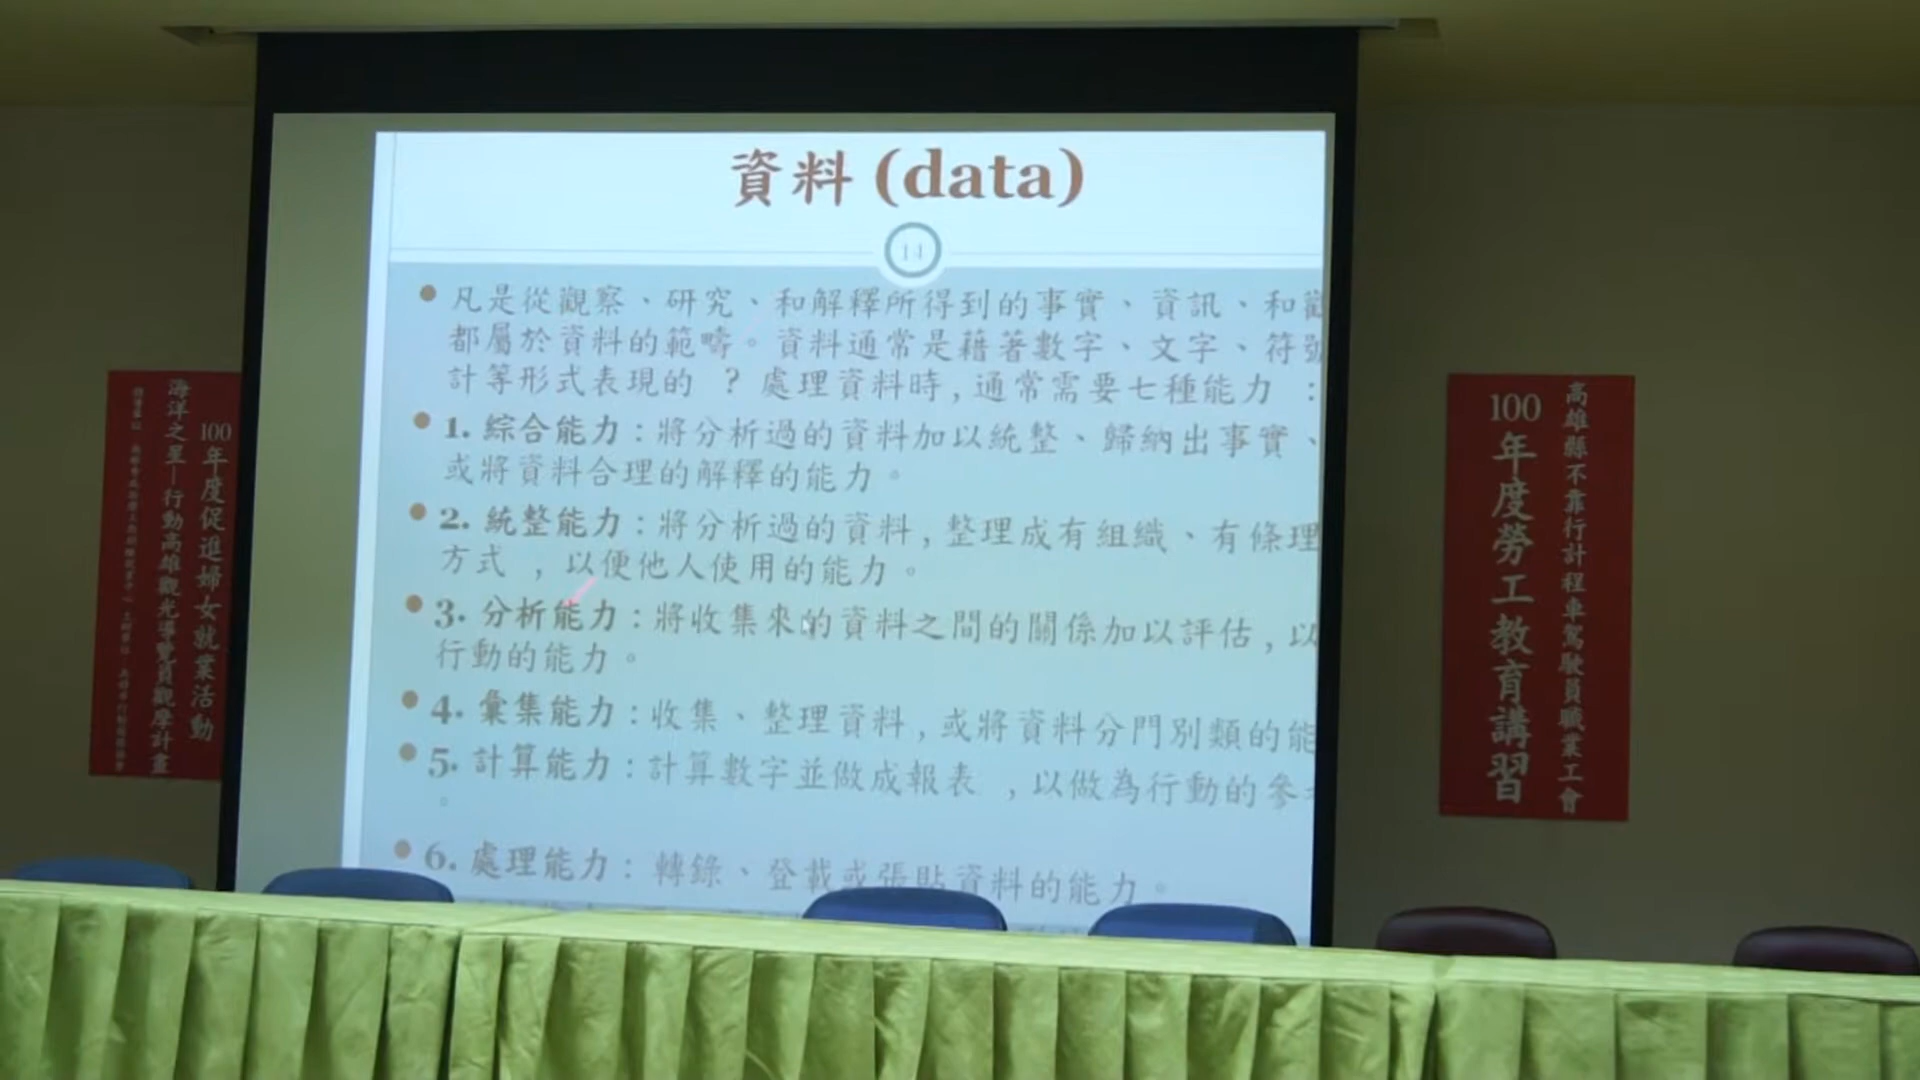 資料 (data)
14
凡是從觀察、研究、和解釋所得到的事實、資訊、和
都屬於資料的範疇。資料通常是藉著數字、文字、符號
計等形式表現的 ？處理資料時,通常需要七種能力 :
1. 綜合能力 : 將分析過的資料加以統整、歸納出事實、
或將資料合理的解釋的能力。
2. 統整能力 : 將分析過的資料, 整理成有組織、有條理
方式 , 以便他人使用的能力。
3. 分析能力 : 將收集來的資料之間的關係加以評估, 以
行動的能力。
4. 彙集能力 : 收集、整理資料, 或將資料分門別類的能
5. 計算能力 : 計算數字並做成報表 , 以做為行動的參
。
6. 處理能力 : 轉錄、登載或張貼資料的能力。
100年度促進婦女就業活動
海洋之星─行動高雄觀光導覽員觀摩計畫
高雄縣不靠行計程車駕駛員職業工會
100年度勞工教育講習